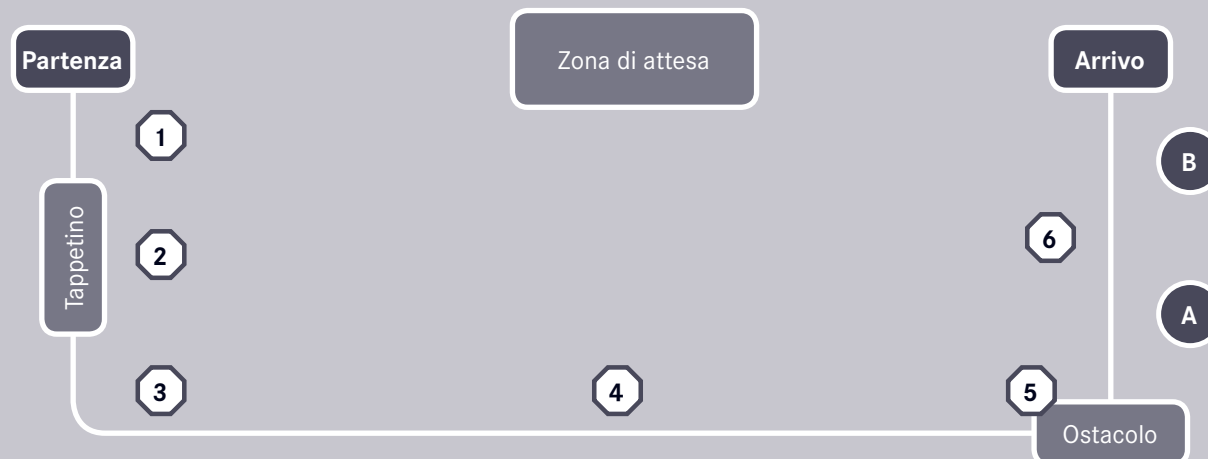 Partenza
Zona di attesa
Arrivo
1
B
Tappetino
2
6
A
3
4
5
Ostacolo